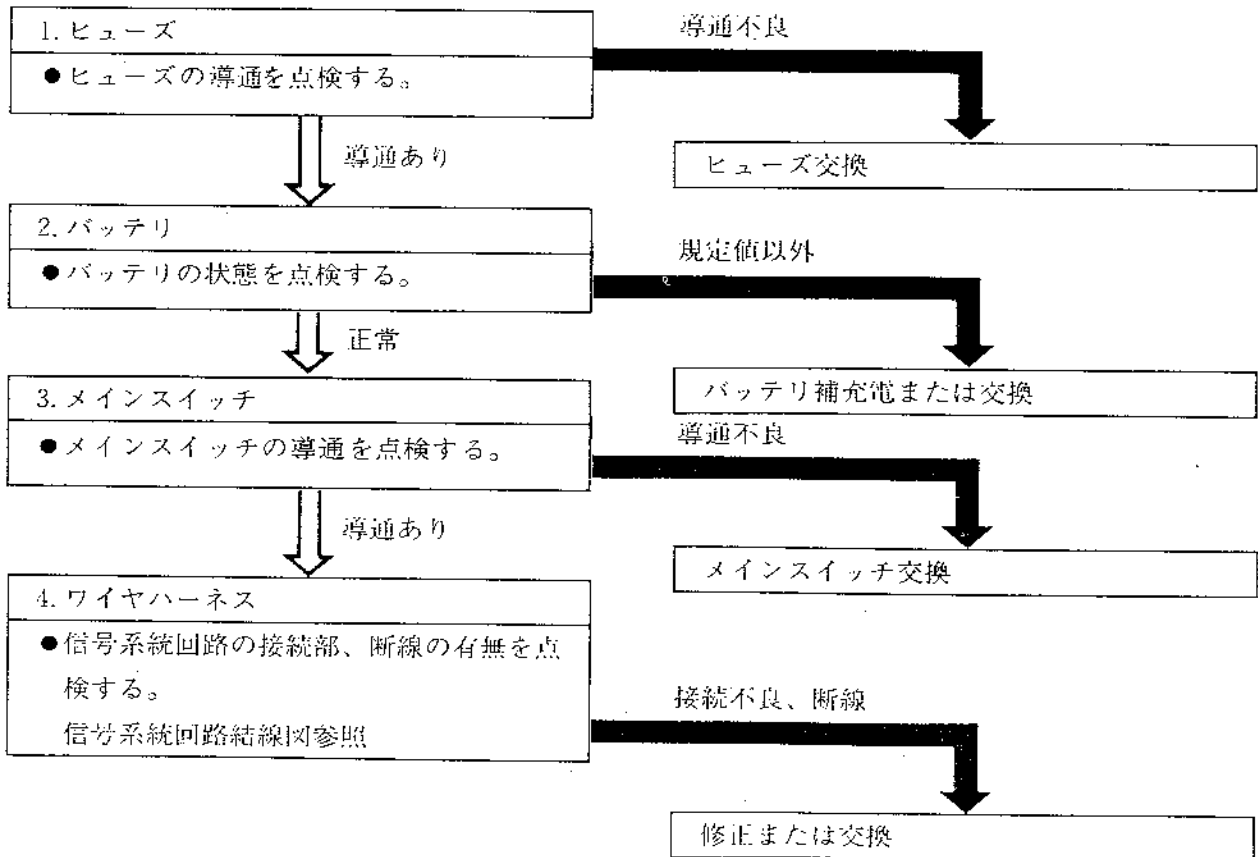 1. ヒューズ
●ヒューズの導通を点検する。
導通不良
ヒューズ交換
導通あり
2. バッテリ
●バッテリの状態を点検する。
規定値以外
バッテリ補充電または交換
正常
3. メインスイッチ
●メインスイッチの導通を点検する。
導通不良
メインスイッチ交換
導通あり
4. ワイヤハーネス
●信号系統回路の接続部、断線の有無を点
検する。
信号系統回路結線図参照
接続不良、断線
修正または交換